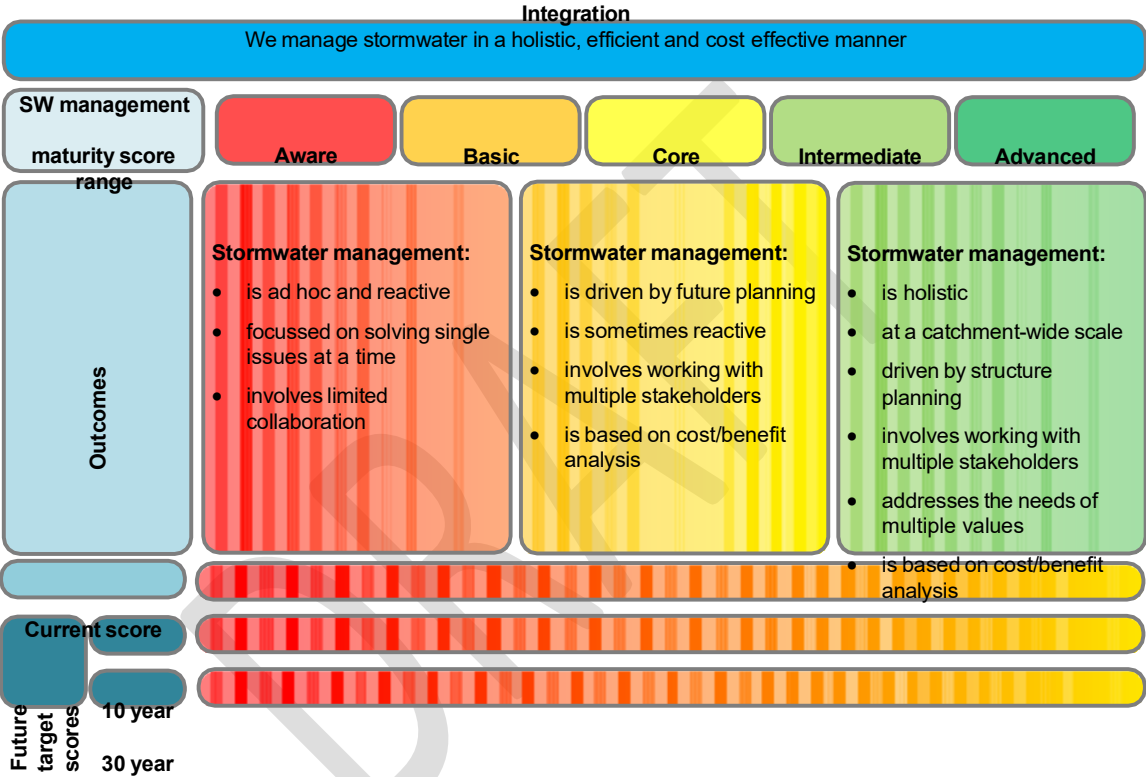 Integration
We manage stormwater in a holistic, efficient and cost effective manner
SW management
maturity score
range
Aware
Basic
Core
Intermediate
Advanced
Outcomes
Stormwater management:
• is ad hoc and reactive
• focussed on solving single
issues at a time
• involves limited
collaboration
Stormwater management:
• is driven by future planning
• is sometimes reactive
• involves working with
multiple stakeholders
• is based on cost/benefit
analysis
Stormwater management:
• is holistic
• at a catchment-wide scale
• driven by structure
planning
• involves working with
multiple stakeholders
• addresses the needs of
multiple values
• is based on cost/benefit
analysis
Current score
Future
target
scores
10 year
30 year
DRAFT